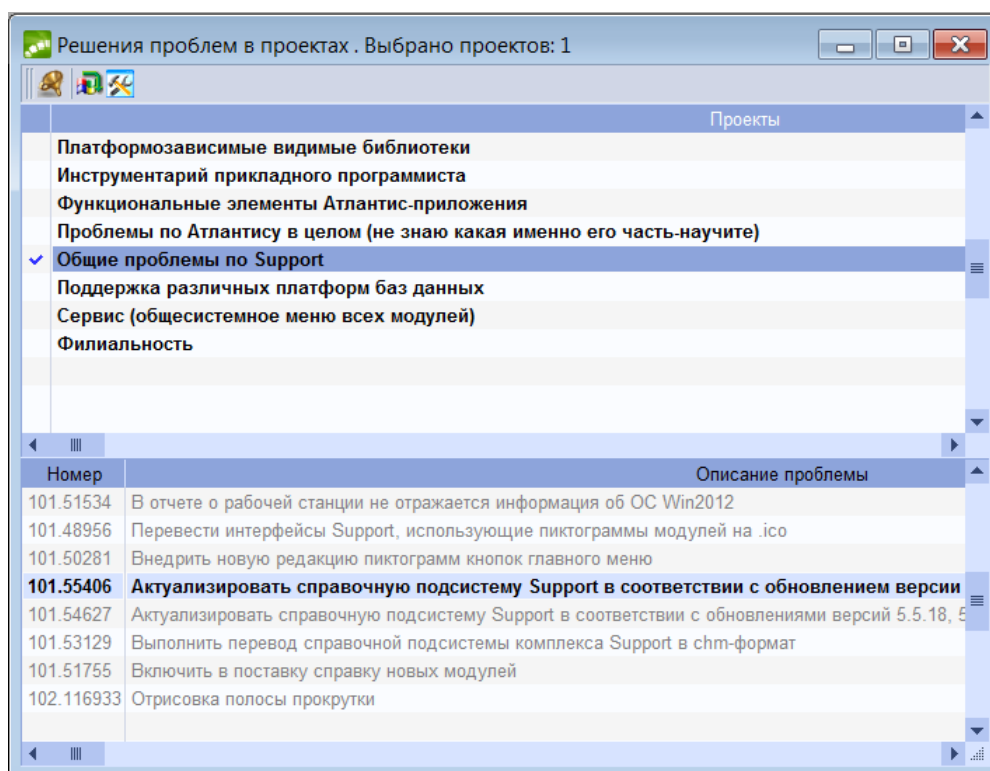 Решения проблем в проектах . Выбрано проектов: 1
Проекты
Платформозависимые видимые библиотеки
Инструментарий прикладного программиста
Функциональные элементы Атлантис-приложения
Проблемы по Атлантису в целом (не знаю какая именно его часть-научите)
Общие проблемы по Support
Поддержка различных платформ баз данных
Сервис (общесистемное меню всех модулей)
Филиальность
Номер Описание проблемы
101.51534 В отчете о рабочей станции не отражается информация об ОС Win2012
101.48956 Перевести интерфейсы Support, использующие пиктограммы модулей на .ico
101.50281 Внедрить новую редакцию пиктограмм кнопок главного меню
101.55406 Актуализировать справочную подсистему Support в соответствии с обновлением версии
101.54627 Актуализировать справочную подсистему Support в соответствии с обновлениями версий 5.5.18, 5
101.53129 Выполнить перевод справочной подсистемы комплекса Support в chm-формат
101.51755 Включить в поставку справку новых модулей
102.116933 Отрисовка полосы прокрутки